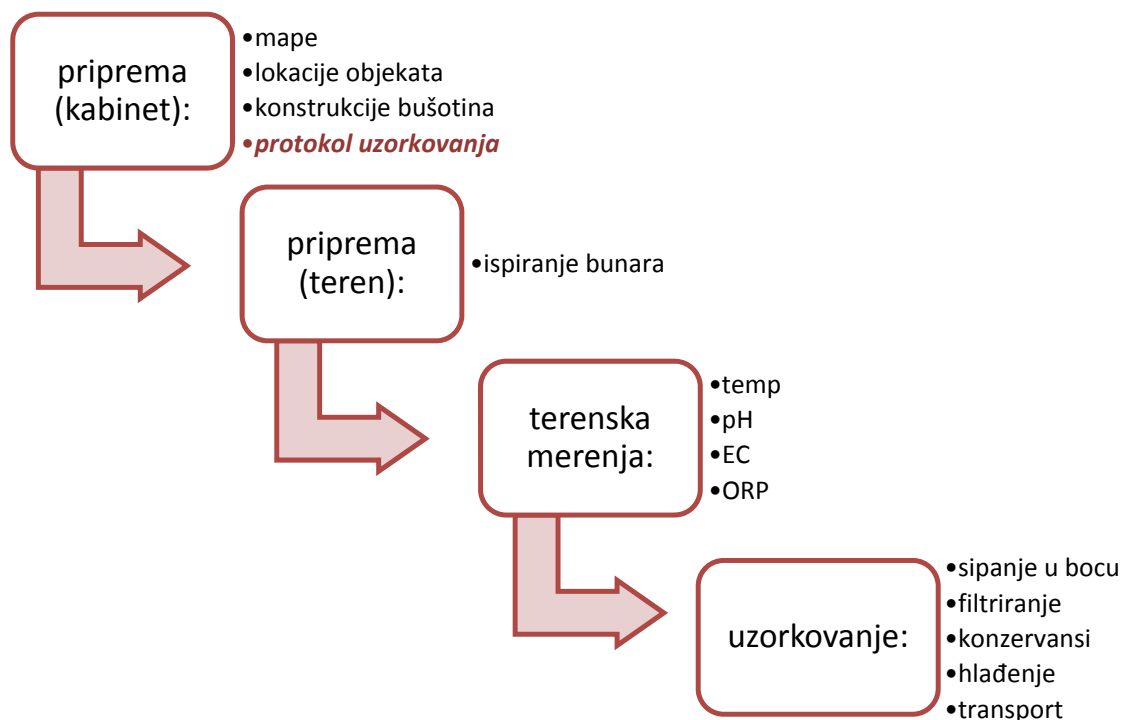 priprema
(kabinet):
•mape
•lokacije objekata
•konstrukcije bušotina
•protokol uzorkovanja
priprema
(teren):
•ispiranje bunara
terenska
merenja:
•temp
•pH
•EC
•ORP
uzorkovanje:
•sipanje u bocu
•filtriranje
•konzervansi
•hlađenje
•transport